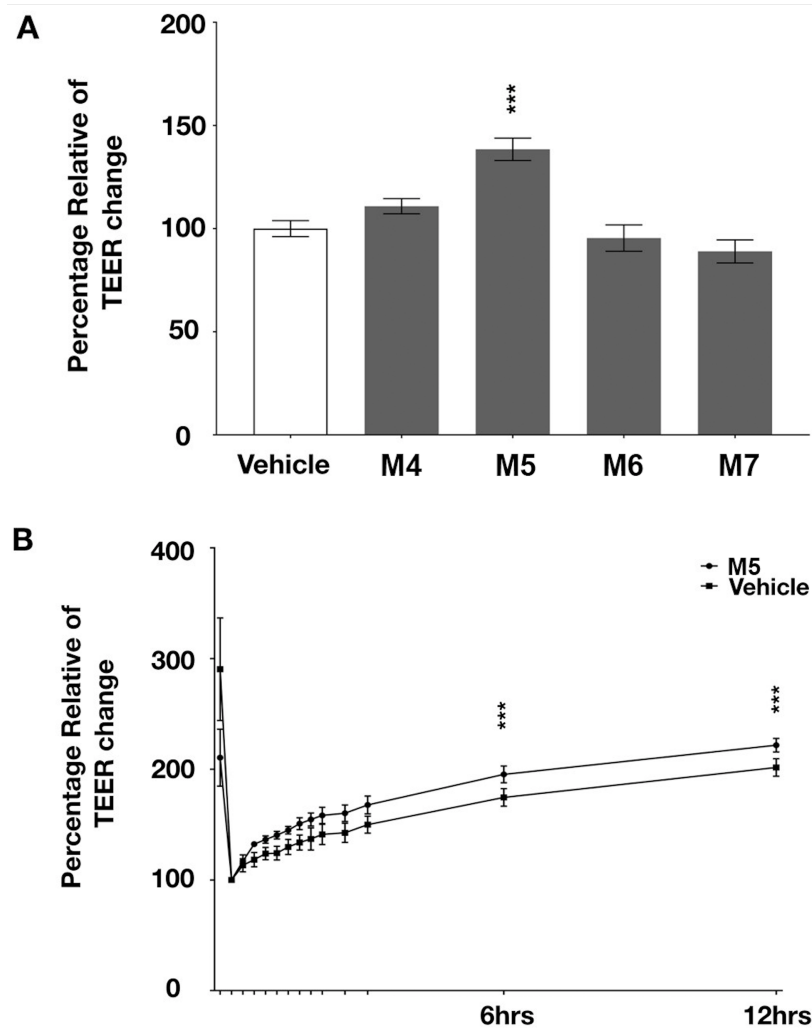 A
Percentage Relative of
TEER change
200
150
100
50
0
***
Vehicle M4 M5 M6 M7
B
Percentage Relative of
TEER change
400
300
200
100
0
M5
Vehicle
***
***
6hrs 12hrs